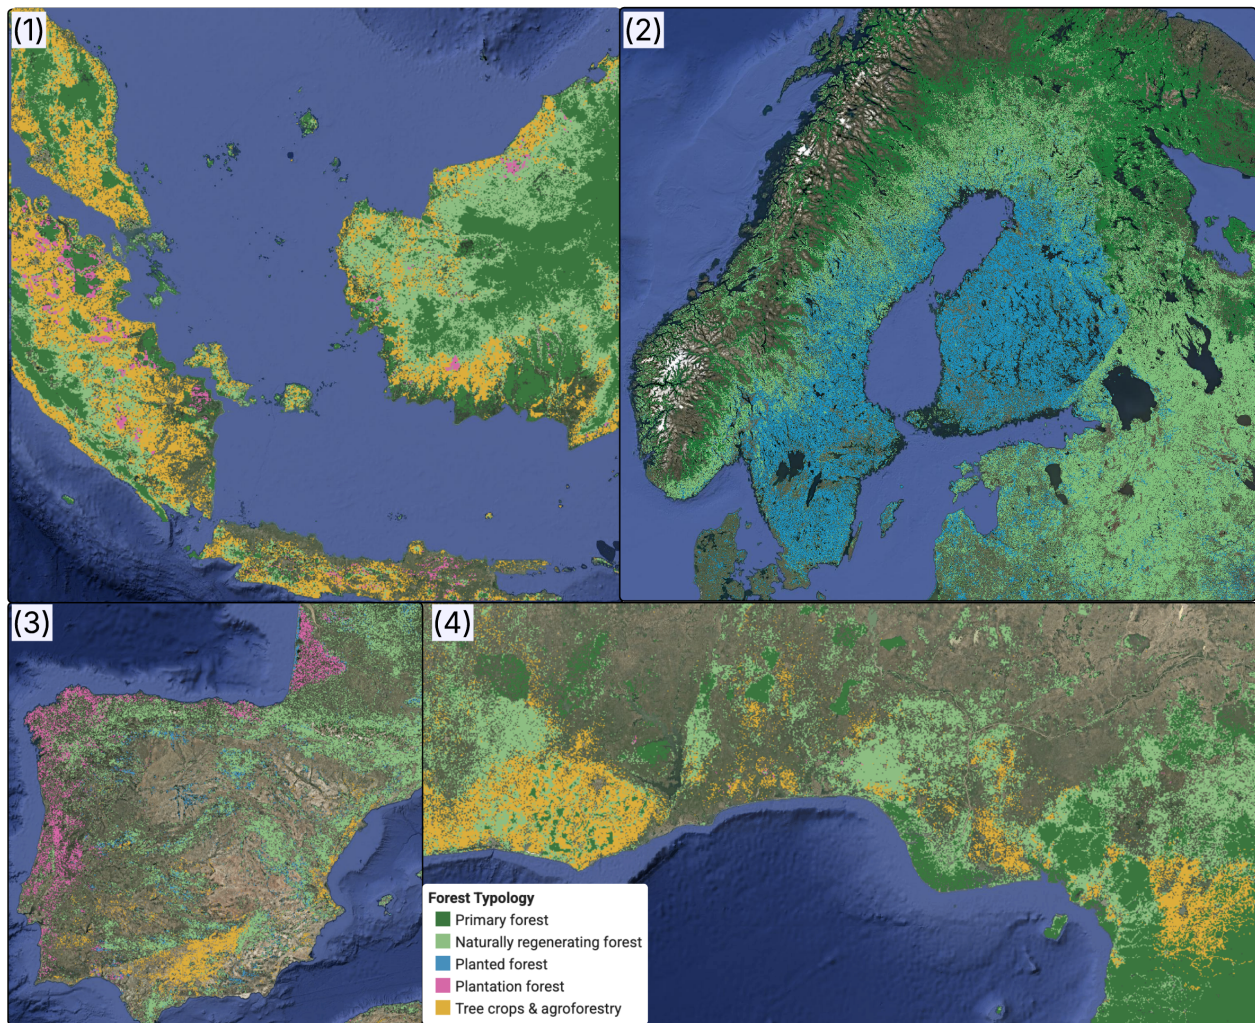 (1)
(2)
(3)
(4)
Forest Typology
Primary forest
Naturally regenerating forest
Planted forest
Plantation forest
Tree crops & agroforestry